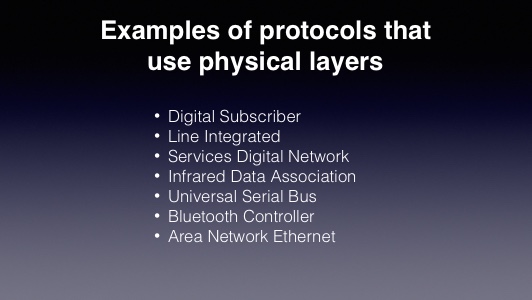 Examples of protocols that
use physical layers
• Digital Subscriber
• Line Integrated
• Services Digital Network
• Infrared Data Association
• Universal Serial Bus
• Bluetooth Controller
• Area Network Ethernet